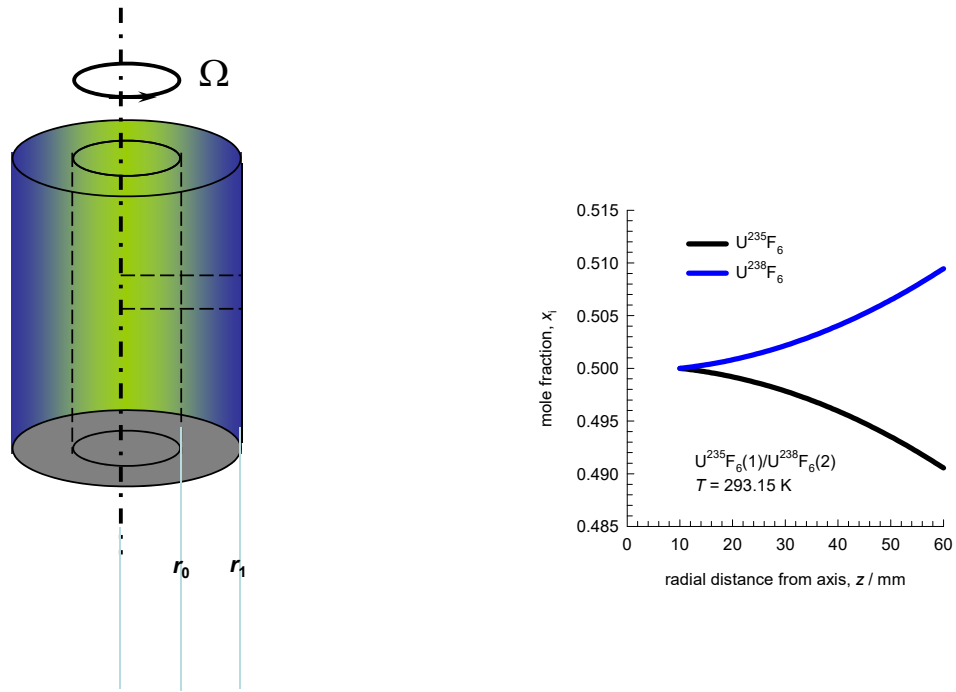 Ω
r₀
r₁
0.515
0.510
0.505
0.500
0.495
0.490
0.485
mole fraction, xᵢ
U²³⁵F₆
U²³⁸F₆
U²³⁵F₆(1)/U²³⁸F₆(2)
T = 293.15 K
0 10 20 30 40 50 60
radial distance from axis, z / mm